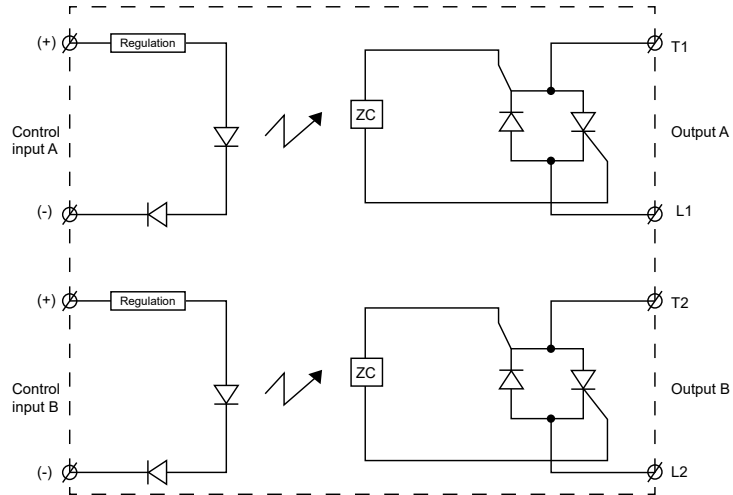 (+)
Regulation
T1
ZC
Control
input A
Output A
(-)
L1
(+)
Regulation
T2
ZC
Control
input B
Output B
(-)
L2